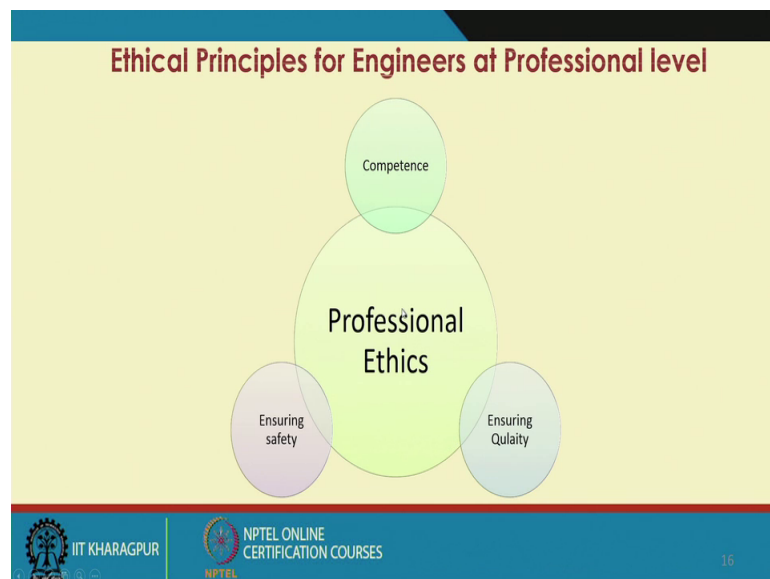 Ethical Principles for Engineers at Professional level
Competence
Professional
Ethics
Ensuring
safety
Ensuring
Qulaity
IIT KHARAGPUR
NPTEL
NPTEL ONLINE
CERTIFICATION COURSES
16